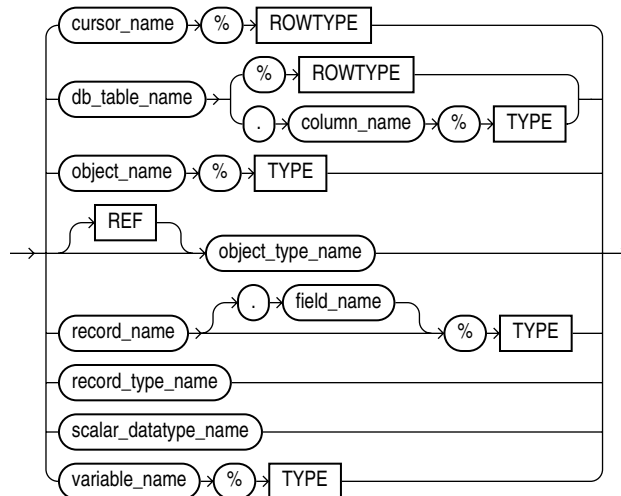 cursor_name % ROWTYPE
% ROWTYPE
db_table_name
. column_name % TYPE
object_name % TYPE
REF
object_type_name
. field_name
record_name % TYPE
record_type_name
scalar_datatype_name
variable_name % TYPE